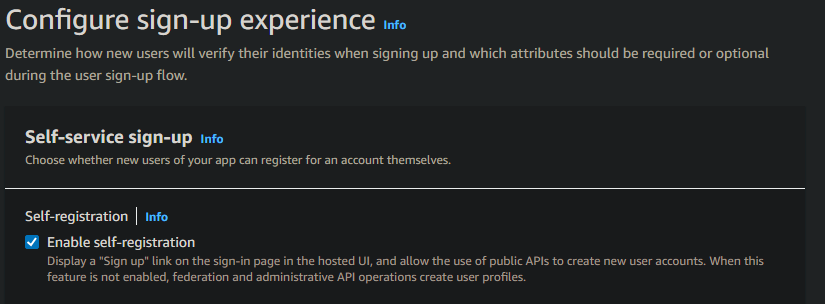 Configure sign-up experience Info
Determine how new users will verify their identities when signing up and which attributes should be required or optional
during the user sign-up flow.
Self-service sign-up Info
Choose whether new users of your app can register for an account themselves.
Self-registration Info
Enable self-registration
Display a "Sign up" link on the sign-in page in the hosted UI, and allow the use of public APIs to create new user accounts. When this
feature is not enabled, federation and administrative API operations create user profiles.